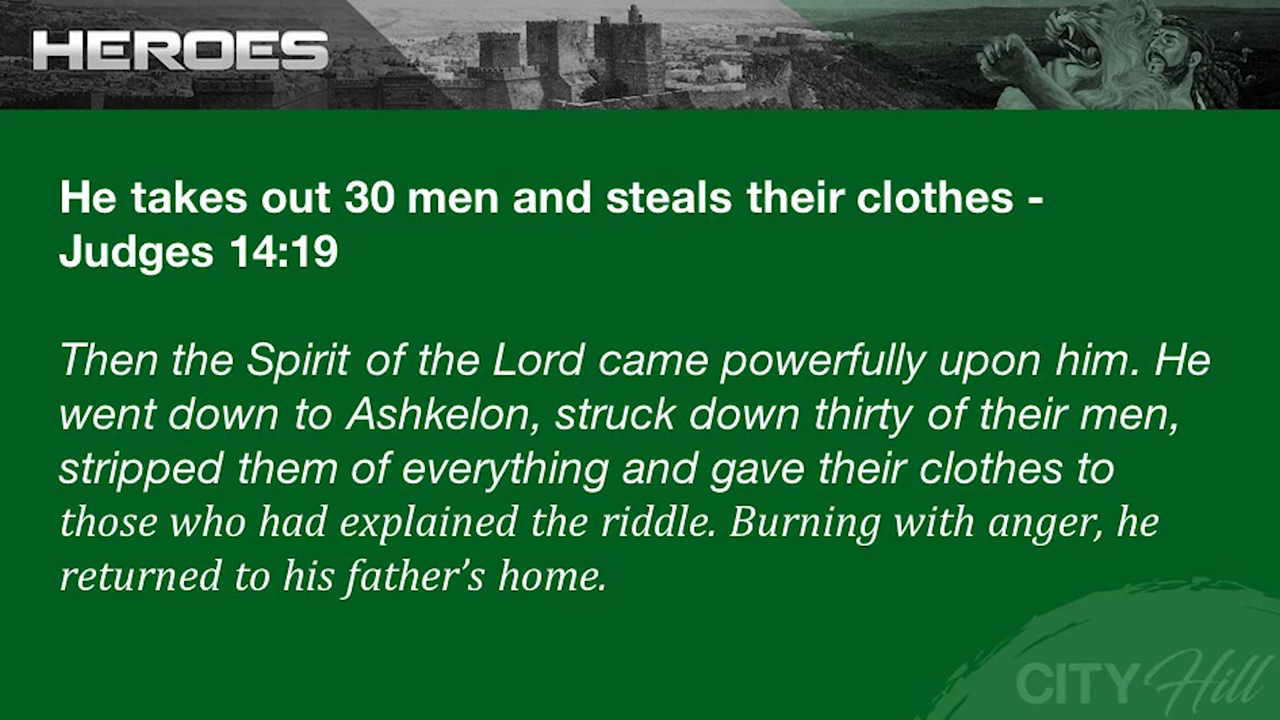 HEROES
He takes out 30 men and steals their clothes -
Judges 14:19
Then the Spirit of the Lord came powerfully upon him. He
went down to Ashkelon, struck down thirty of their men,
stripped them of everything and gave their clothes to
those who had explained the riddle. Burning with anger, he
returned to his father’s home.
CITY Hill